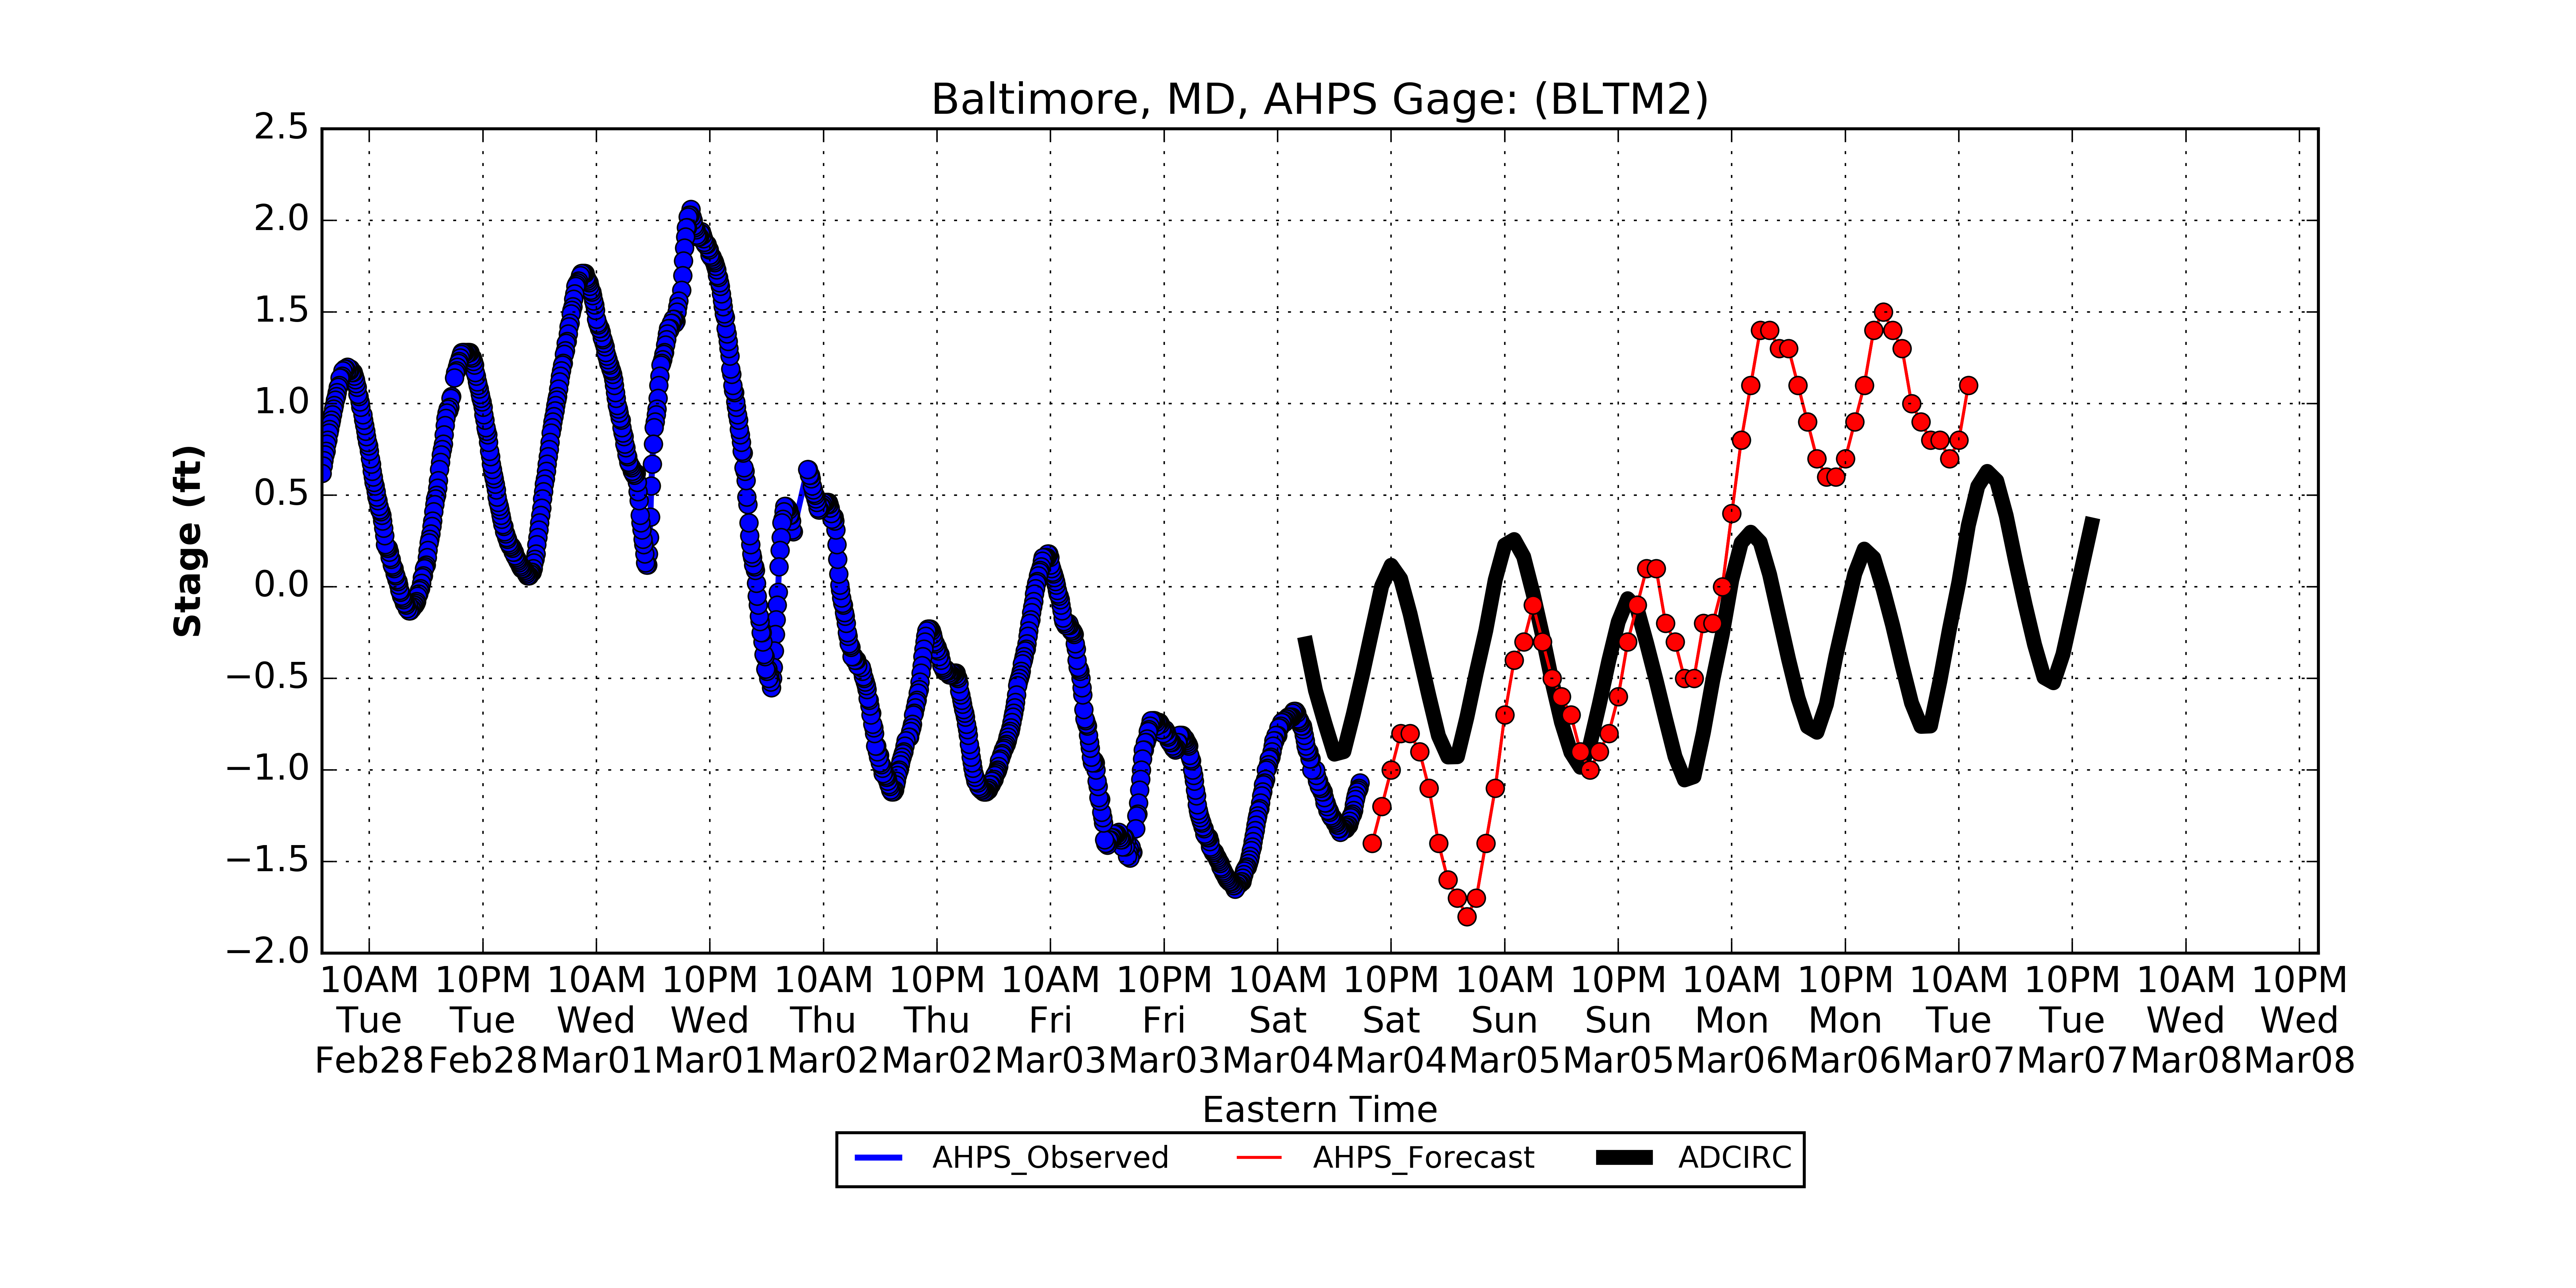 Baltimore, MD, AHPS Gage: (BLTM2)
2.5
2.0
1.5
1.0
0.5
0.0
−0.5
−1.0
−1.5
−2.0
Stage (ft)
10AM 10PM 10AM 10PM 10AM 10PM 10AM 10PM 10AM 10PM 10AM 10PM 10AM 10PM 10AM 10PM 10AM 10PM
Tue Tue Wed Wed Thu Thu Fri Fri Sat Sat Sun Sun Mon Mon Tue Tue Wed Wed
Feb28 Feb28 Mar01 Mar01 Mar02 Mar02 Mar03 Mar03 Mar04 Mar04 Mar05 Mar05 Mar06 Mar06 Mar07 Mar07 Mar08 Mar08
Eastern Time
AHPS_Observed AHPS_Forecast ADCIRC